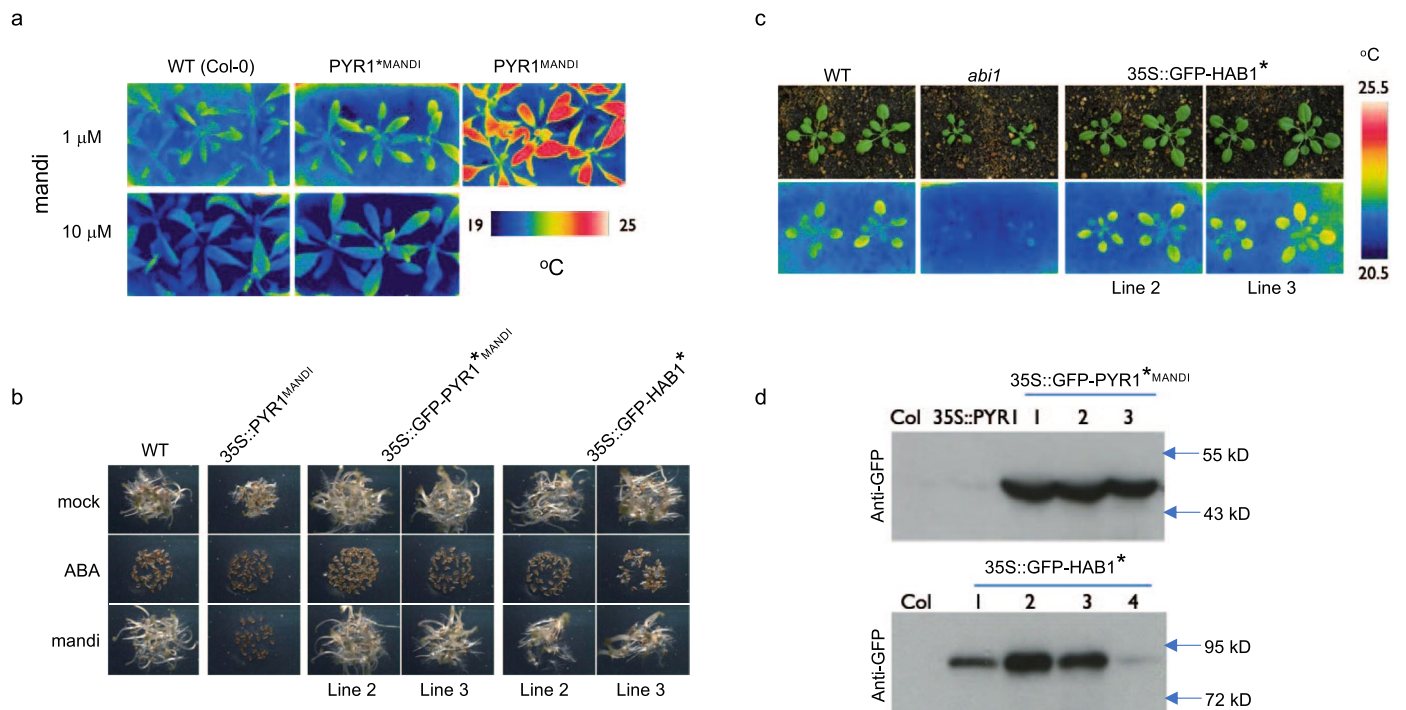 a
WT (Col-0)
PYR1*MANDI
PYR1MANDI
mandi
1 μM
10 μM
19
25
oC
b
WT
35S::PYR1MANDI
35S::GFP-PYR1*MANDI
35S::GFP-HAB1*
mock
ABA
mandi
Line 2
Line 3
Line 2
Line 3
c
WT
abi1
35S::GFP-HAB1*
oC
25.5
20.5
Line 2
Line 3
d
35S::GFP-PYR1*MANDI
Col 35S::PYR1 1 2 3
Anti-GFP
55 kD
43 kD
35S::GFP-HAB1*
Col 1 2 3 4
Anti-GFP
95 kD
72 kD